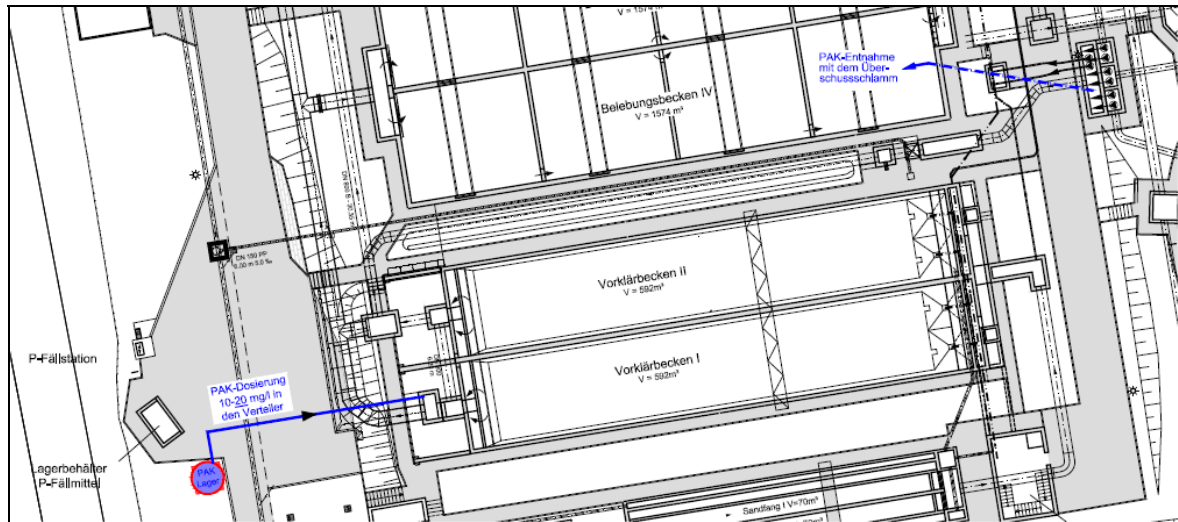 V = 1574 m³
PAK-Entnahme
mit dem Über-
schussschlamm
Belebungsbecken IV
V = 1574 m³
DN 150 PP
Vorklärbecken II
V = 592m³
Vorklärbecken I
V = 592m³
P-Fällstation
PAK-Dosierung
10-20 mg/l in
den Verteiler
Lagerbehälter
P-Fällmittel
PAK
Lager
Sandfang I V=70m³